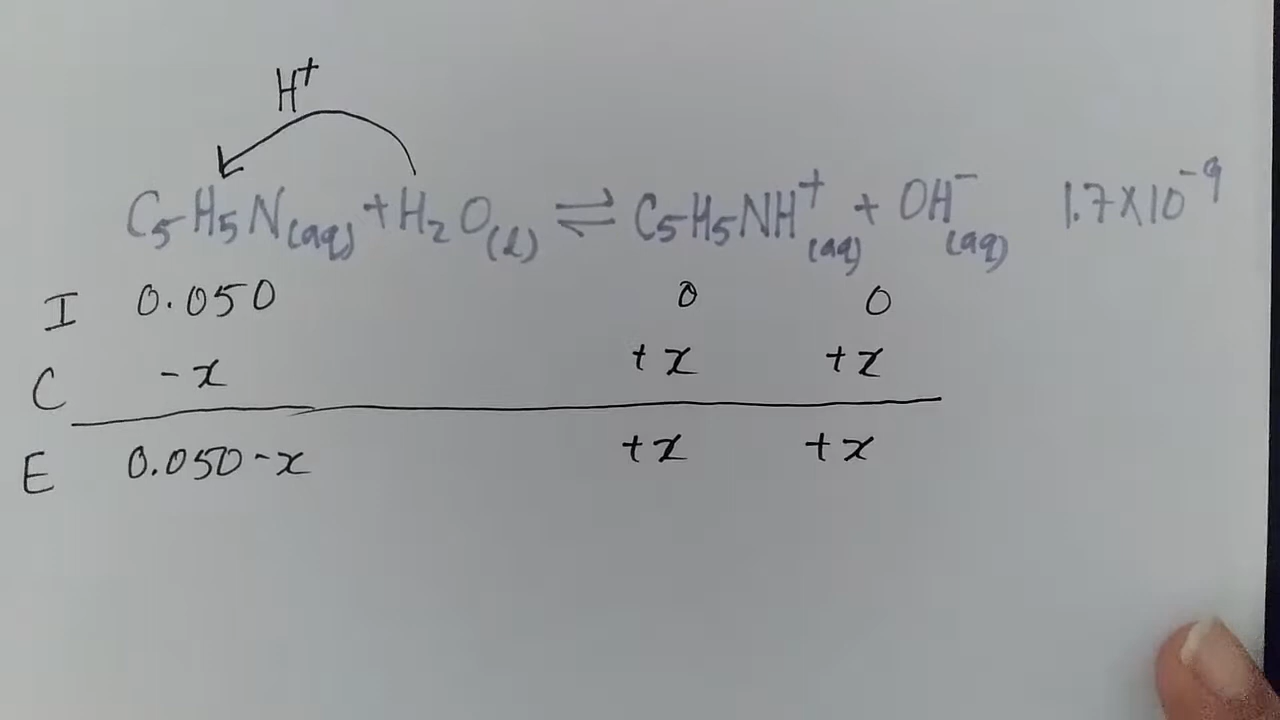 H⁺
C₅H₅N(aq) + H₂O(l) ⇌ C₅H₅NH⁺(aq) + OH⁻(aq) 1.7×10⁻⁹
I 0.050 0 0
C -x +x +x
E 0.050-x +x +x